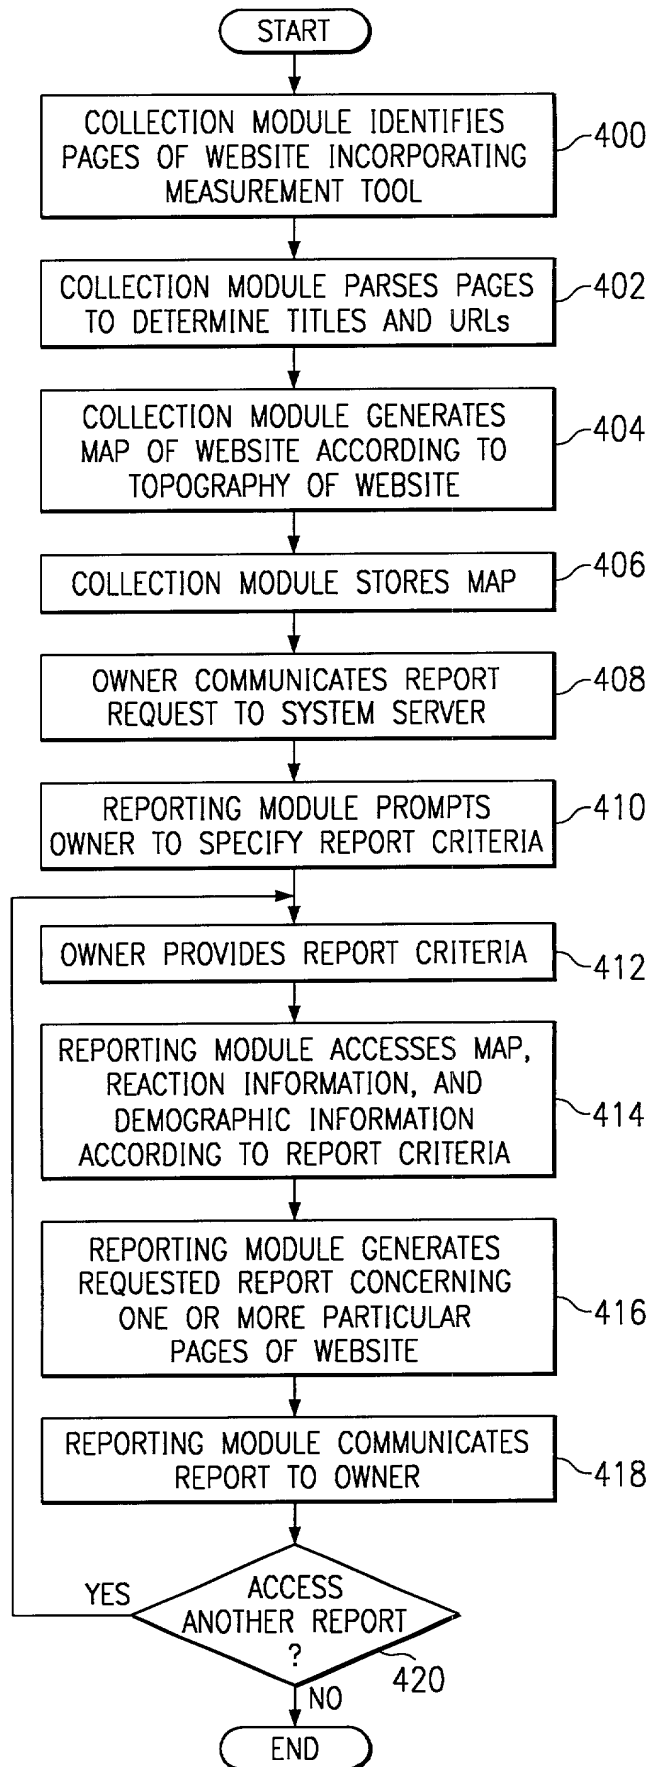 START
COLLECTION MODULE IDENTIFIES
PAGES OF WEBSITE INCORPORATING
MEASUREMENT TOOL
400
COLLECTION MODULE PARSES PAGES
TO DETERMINE TITLES AND URLs
402
COLLECTION MODULE GENERATES
MAP OF WEBSITE ACCORDING TO
TOPOGRAPHY OF WEBSITE
404
COLLECTION MODULE STORES MAP
406
OWNER COMMUNICATES REPORT
REQUEST TO SYSTEM SERVER
408
REPORTING MODULE PROMPTS
OWNER TO SPECIFY REPORT CRITERIA
410
OWNER PROVIDES REPORT CRITERIA
412
REPORTING MODULE ACCESSES MAP,
REACTION INFORMATION, AND
DEMOGRAPHIC INFORMATION
ACCORDING TO REPORT CRITERIA
414
REPORTING MODULE GENERATES
REQUESTED REPORT CONCERNING
ONE OR MORE PARTICULAR
PAGES OF WEBSITE
416
REPORTING MODULE COMMUNICATES
REPORT TO OWNER
418
YES
ACCESS
ANOTHER REPORT
?
420
NO
END